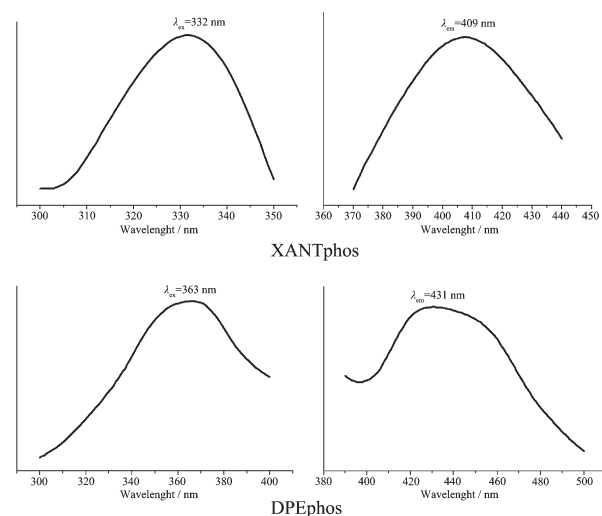 λex=332 nm
λem=409 nm
300 310 320 330 340 350
360 370 380 390 400 410 420 430 440 450
Wavelenght / nm
Wavelenght / nm
XANTphos
λex=363 nm
λem=431 nm
300 320 340 360 380 400
380 400 420 440 460 480 500
Wavelenght / nm
Wavelenght / nm
DPEphos